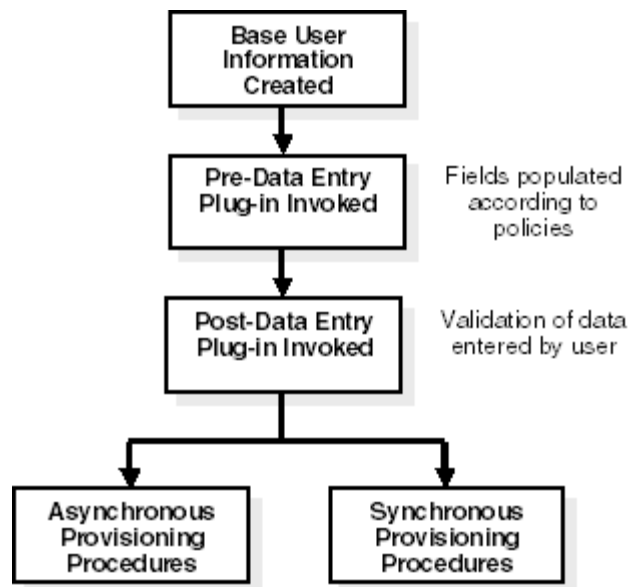 Base User
Information
Created
Pre-Data Entry
Plug-in Invoked
Fields populated
according to
policies
Post-Data Entry
Plug-in Invoked
Validation of data
entered by user
Asynchronous
Provisioning
Procedures
Synchronous
Provisioning
Procedures